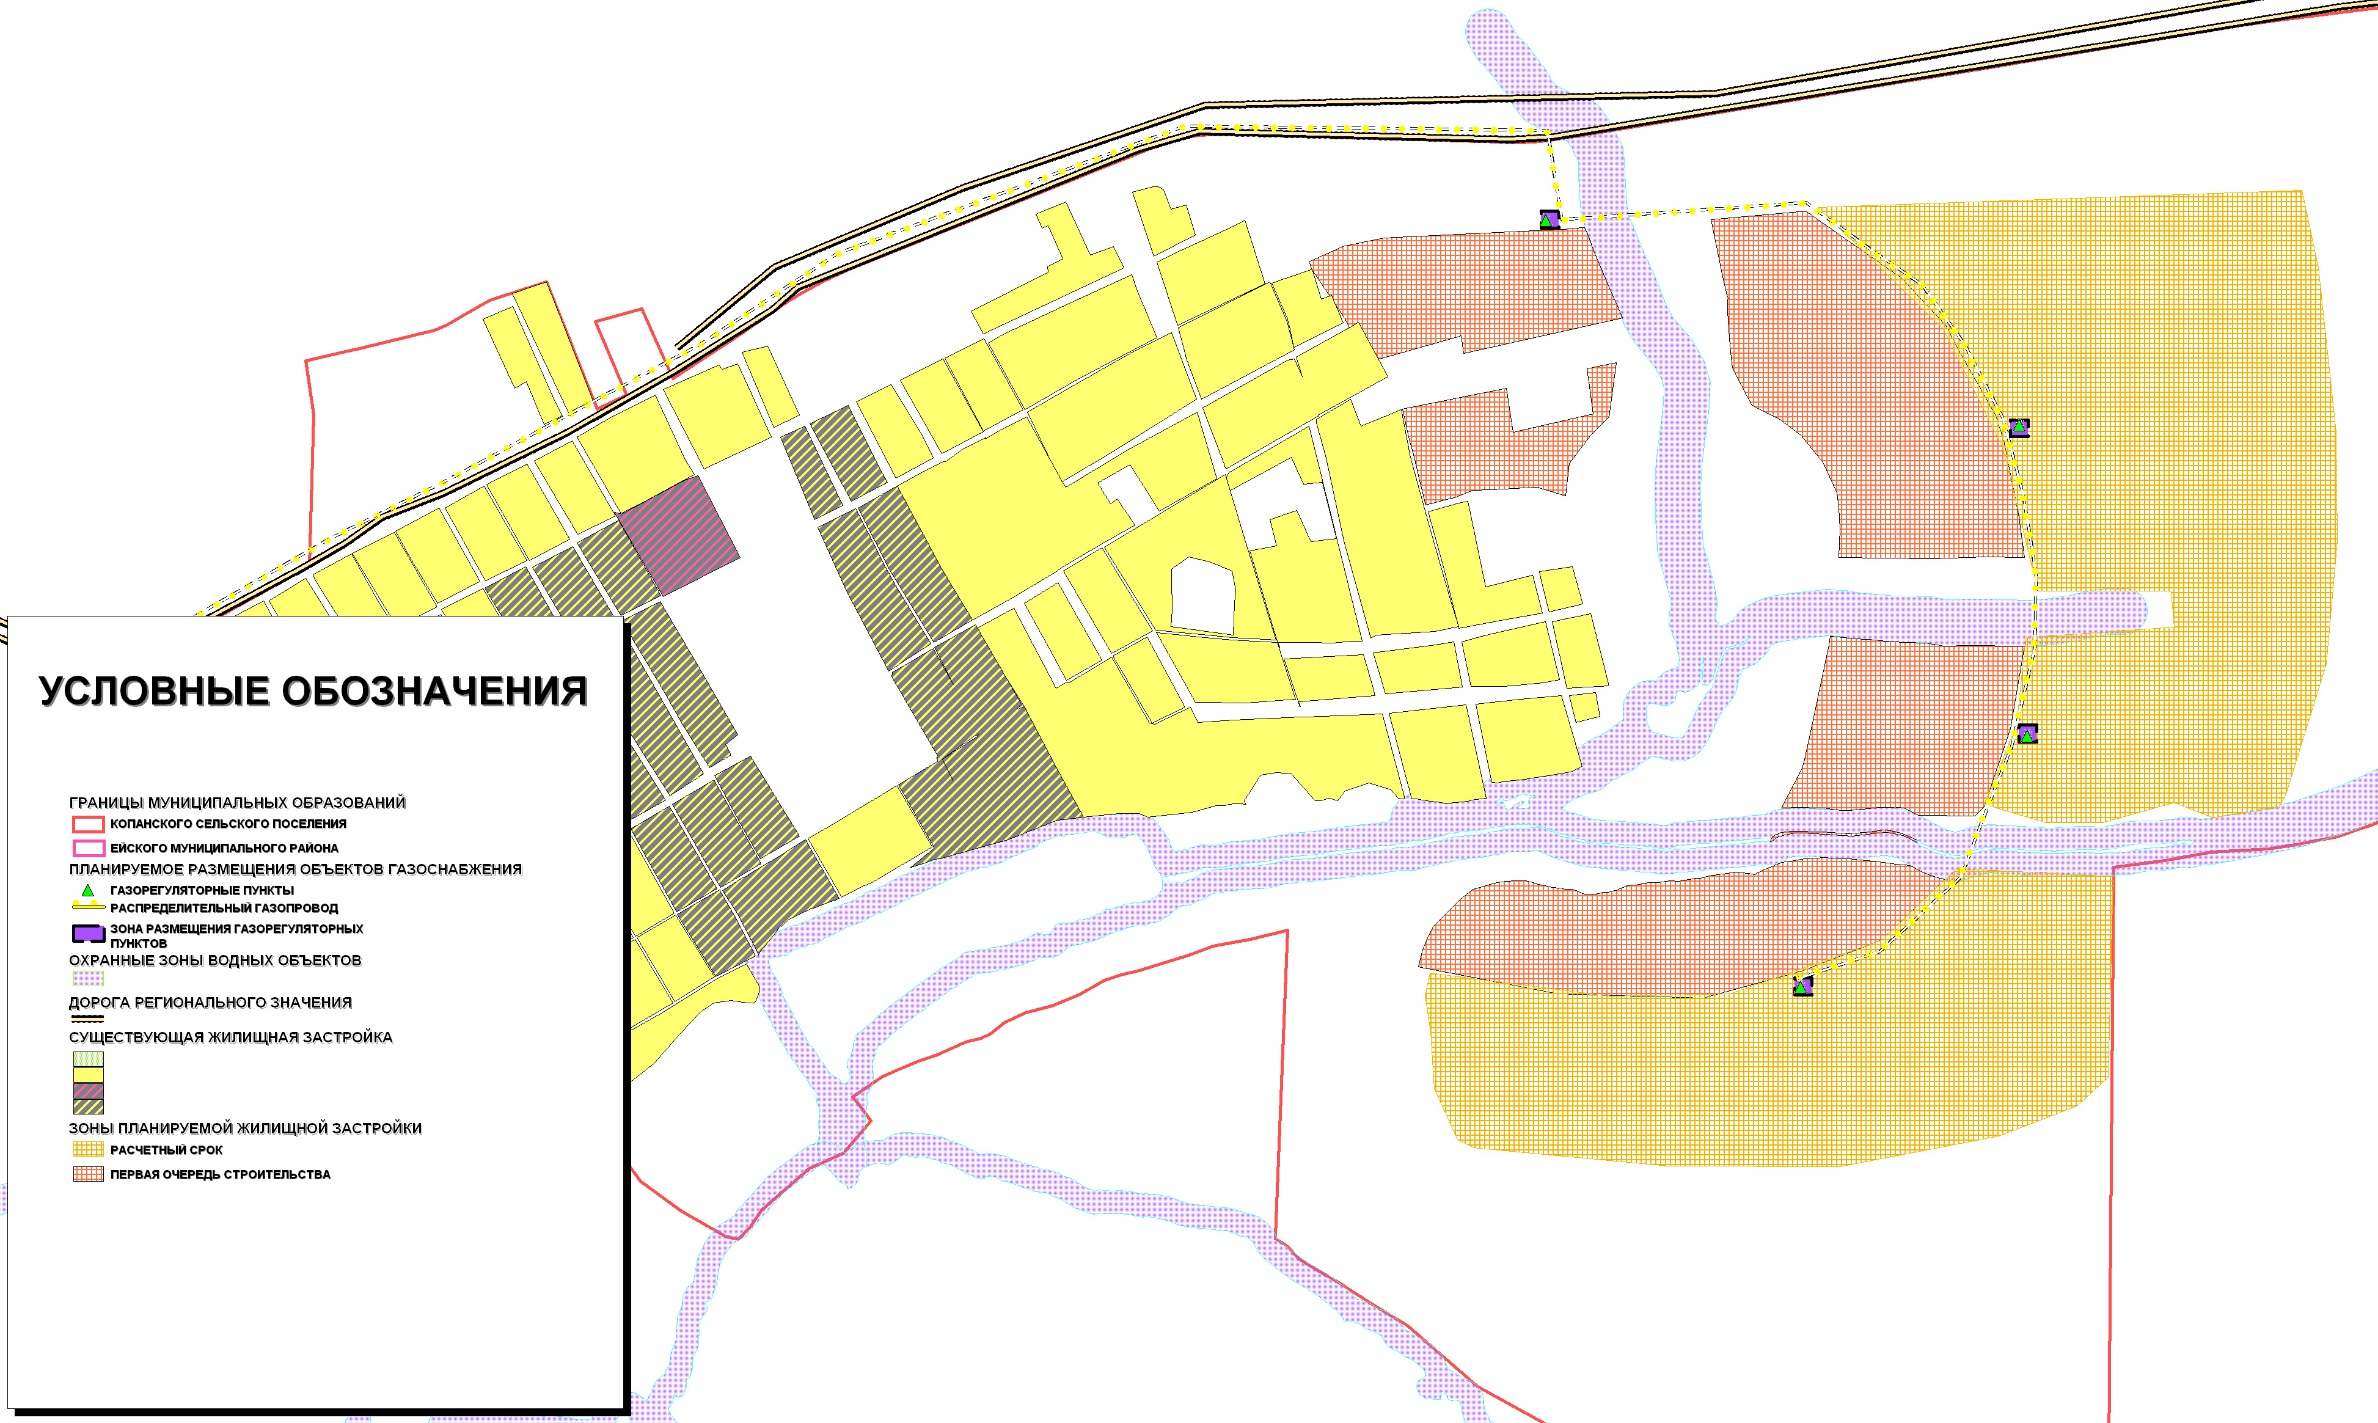 УСЛОВНЫЕ ОБОЗНАЧЕНИЯ
ГРАНИЦЫ МУНИЦИПАЛЬНЫХ ОБРАЗОВАНИЙ
КОПАНСКОГО СЕЛЬСКОГО ПОСЕЛЕНИЯ
ЕЙСКОГО МУНИЦИПАЛЬНОГО РАЙОНА
ПЛАНИРУЕМОЕ РАЗМЕЩЕНИЯ ОБЪЕКТОВ ГАЗОСНАБЖЕНИЯ
ГАЗОРЕГУЛЯТОРНЫЕ ПУНКТЫ
РАСПРЕДЕЛИТЕЛЬНЫЙ ГАЗОПРОВОД
ЗОНА РАЗМЕЩЕНИЯ ГАЗОРЕГУЛЯТОРНЫХ
ПУНКТОВ
ОХРАННЫЕ ЗОНЫ ВОДНЫХ ОБЪЕКТОВ
ДОРОГА РЕГИОНАЛЬНОГО ЗНАЧЕНИЯ
СУЩЕСТВУЮЩАЯ ЖИЛИЩНАЯ ЗАСТРОЙКА
ЗОНЫ ПЛАНИРУЕМОЙ ЖИЛИЩНОЙ ЗАСТРОЙКИ
РАСЧЕТНЫЙ СРОК
ПЕРВАЯ ОЧЕРЕДЬ СТРОИТЕЛЬСТВА